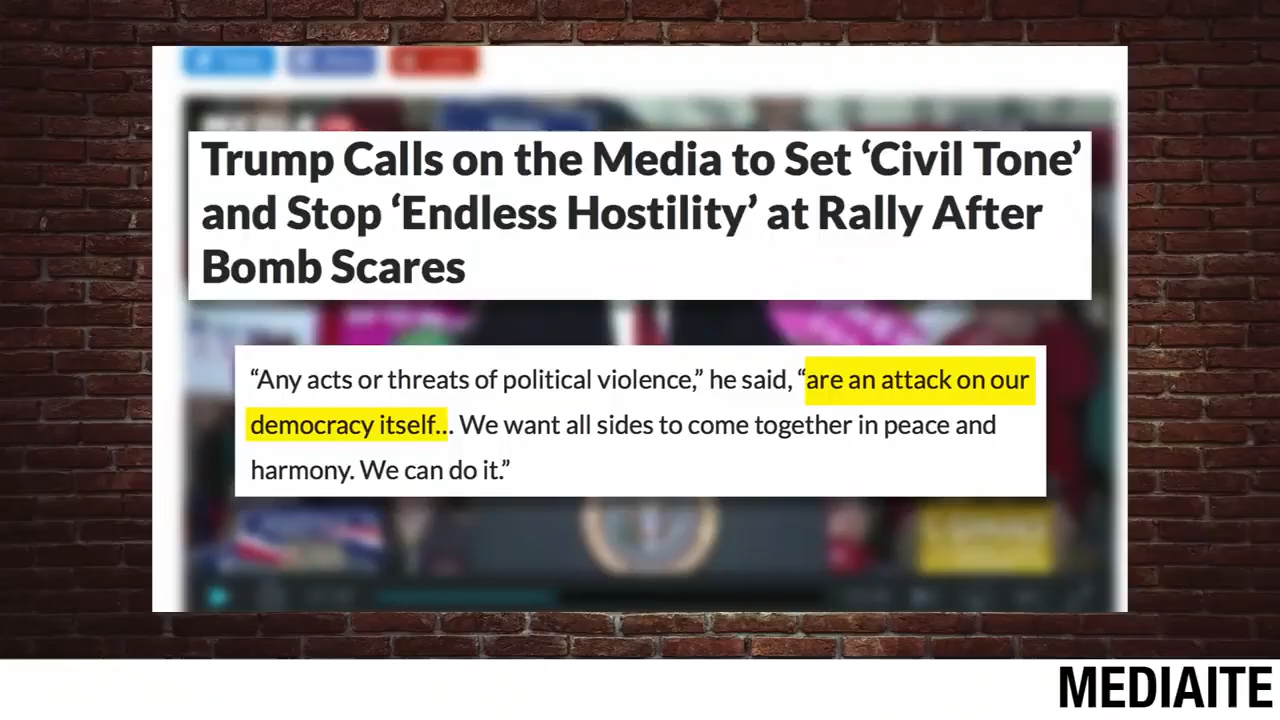 Trump Calls on the Media to Set ‘Civil Tone’
and Stop ‘Endless Hostility’ at Rally After
Bomb Scares
“Any acts or threats of political violence,” he said, “are an attack on our
democracy itself... We want all sides to come together in peace and
harmony. We can do it.”
MEDIAITE